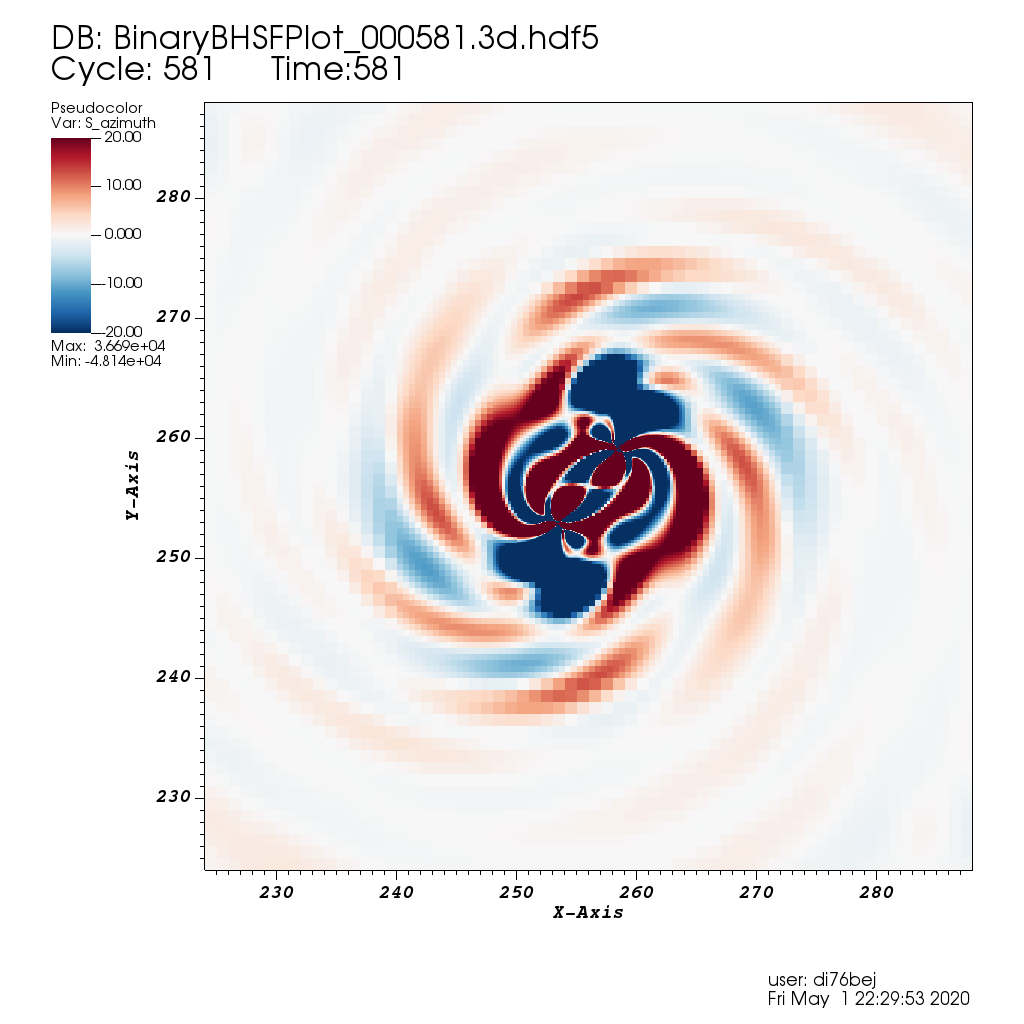 DB: BinaryBHSFPlot_000581.3d.hdf5
Cycle: 581 Time:581
Pseudocolor
Var: S_azimuth
20.00
10.00
0.000
-10.00
-20.00
Max: 3.669e+04
Min: -4.814e+04
280
270
260
250
240
230
Y-Axis
230 240 250 260 270 280
X-Axis
user: di76bej
Fri May 1 22:29:53 2020